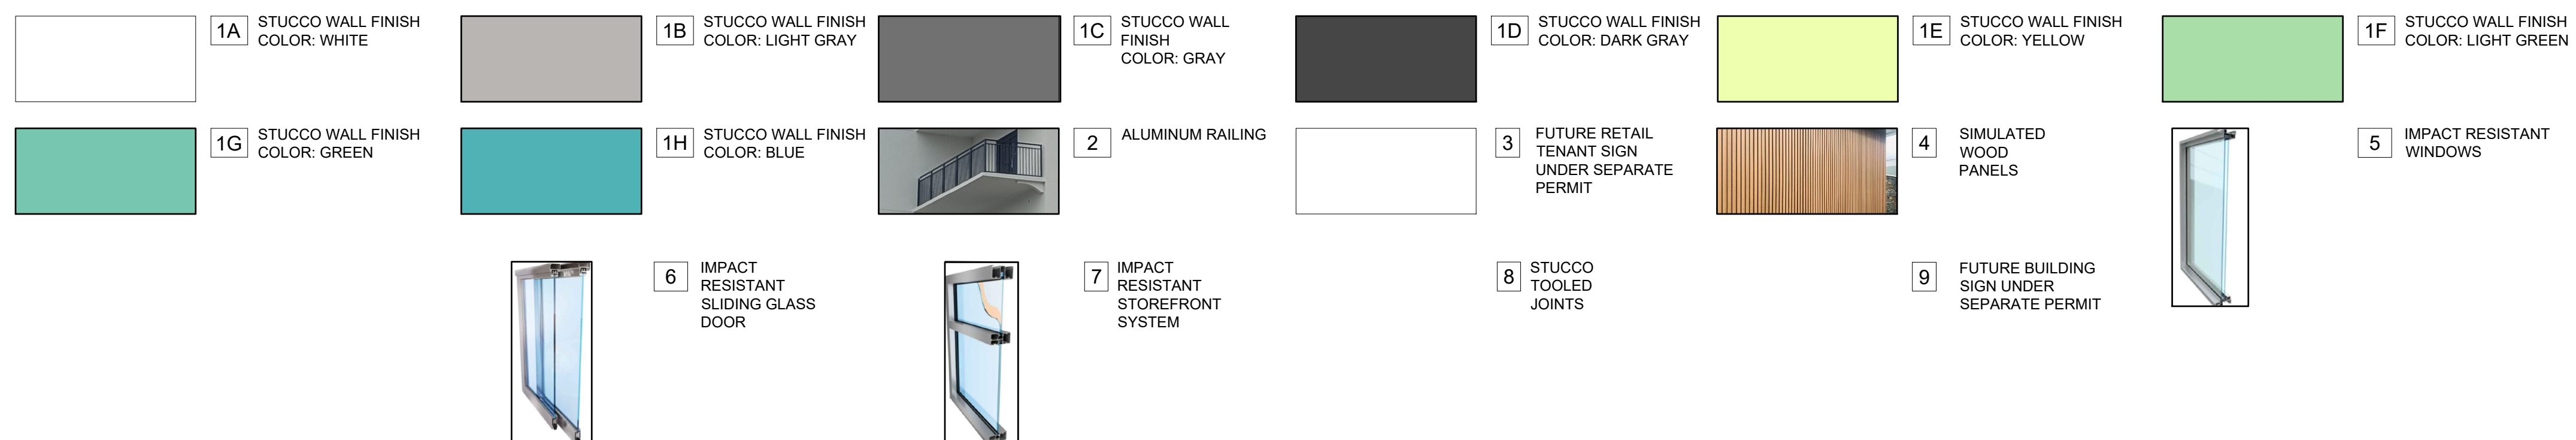 1A
STUCCO WALL FINISH
COLOR: WHITE
1B
STUCCO WALL FINISH
COLOR: LIGHT GRAY
1C
STUCCO WALL
FINISH
COLOR: GRAY
1D
STUCCO WALL FINISH
COLOR: DARK GRAY
1E
STUCCO WALL FINISH
COLOR: YELLOW
1F
STUCCO WALL FINISH
COLOR: LIGHT GREEN
1G
STUCCO WALL FINISH
COLOR: GREEN
1H
STUCCO WALL FINISH
COLOR: BLUE
2
ALUMINUM RAILING
3
FUTURE RETAIL
TENANT SIGN
UNDER SEPARATE
PERMIT
4
SIMULATED
WOOD
PANELS
5
IMPACT RESISTANT
WINDOWS
6
IMPACT
RESISTANT
SLIDING GLASS
DOOR
7
IMPACT
RESISTANT
STOREFRONT
SYSTEM
8
STUCCO
TOOLED
JOINTS
9
FUTURE BUILDING
SIGN UNDER
SEPARATE PERMIT